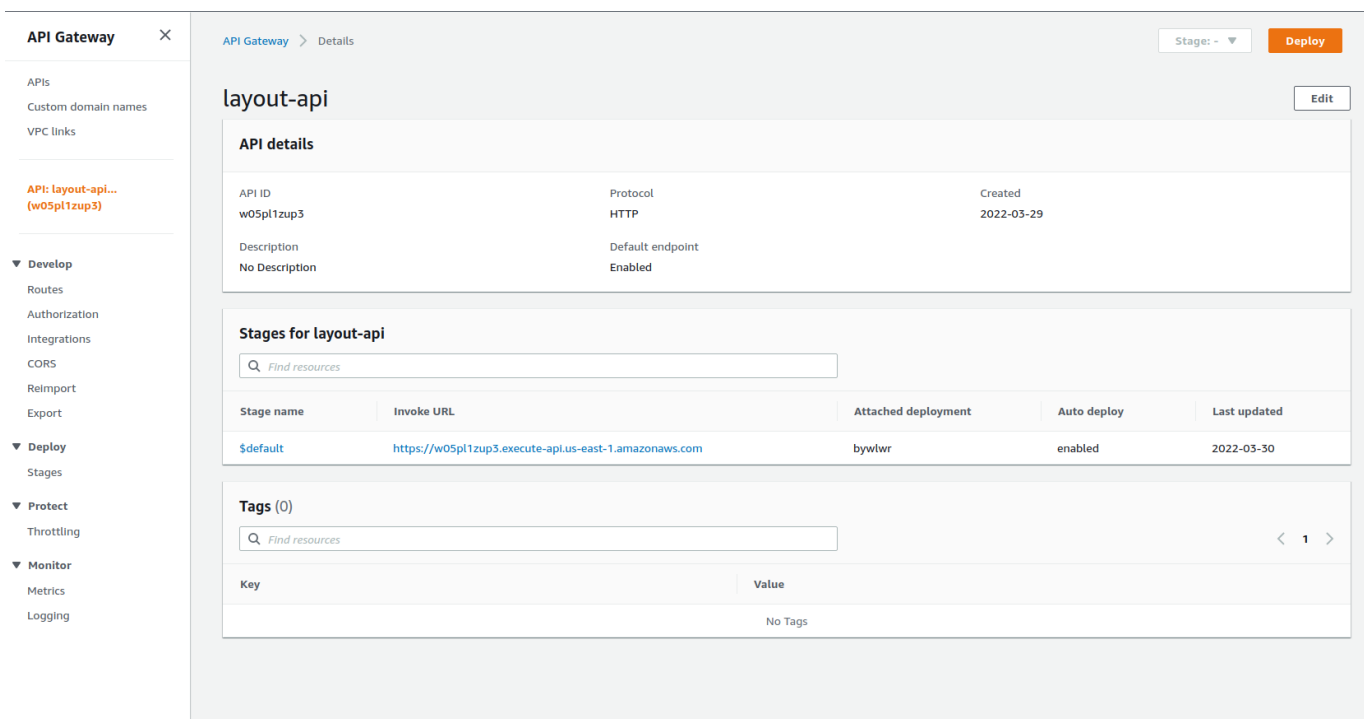 API Gateway
APIs
Custom domain names
VPC links
API: layout-api...
(w05pl1zup3)
Develop
Routes
Authorization
Integrations
CORS
Reimport
Export
Deploy
Stages
Protect
Throttling
Monitor
Metrics
Logging
API Gateway > Details
Stage: -
Deploy
layout-api
Edit
API details
API ID Protocol Created
w05pl1zup3 HTTP 2022-03-29
Description Default endpoint
No Description Enabled
Stages for layout-api
Find resources
Stage name Invoke URL Attached deployment Auto deploy Last updated
$default https://w05pl1zup3.execute-api.us-east-1.amazonaws.com bywlwr enabled 2022-03-30
Tags (0)
Find resources
1
Key Value
No Tags